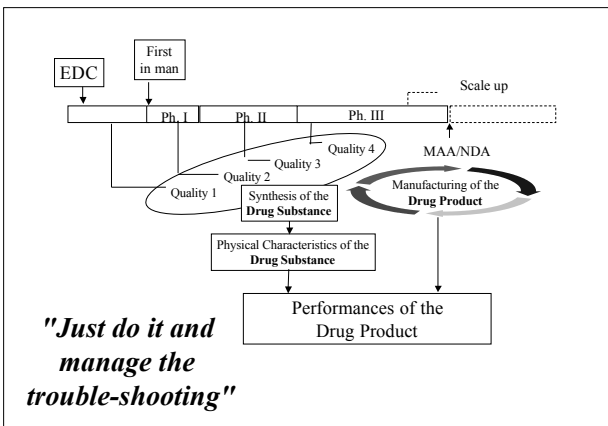 First
in man
EDC
Scale up
Ph. I
Ph. II
Ph. III
MAA/NDA
Quality 4
Quality 3
Quality 2
Quality 1
Synthesis of the
Drug Substance
Manufacturing of the
Drug Product
Physical Characteristics of the
Drug Substance
Performances of the
Drug Product
"Just do it and
manage the
trouble-shooting"